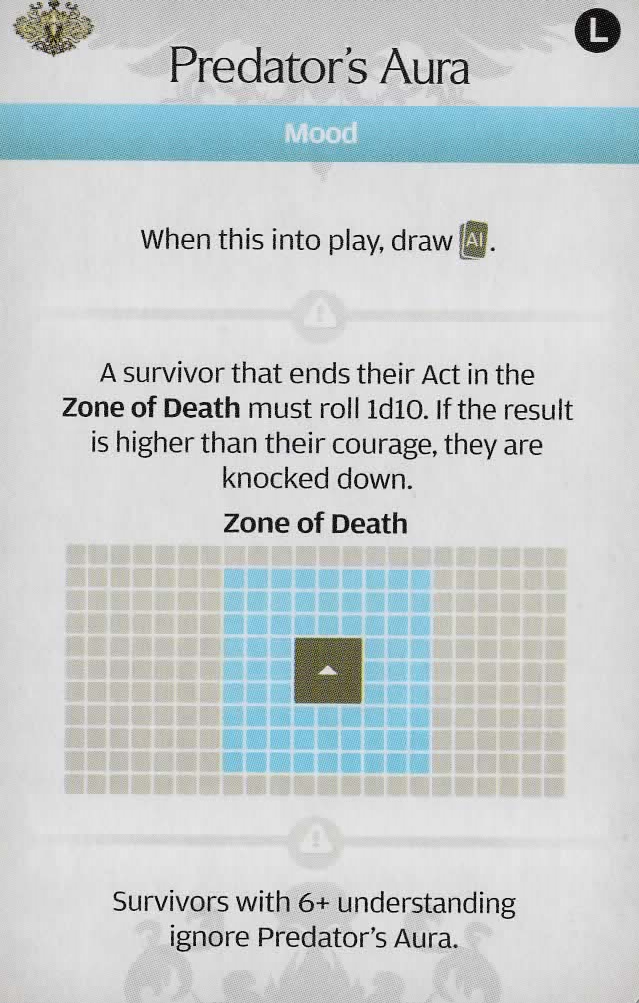 L
Predator's Aura
Mood
When this into play, draw AI.
A survivor that ends their Act in the
Zone of Death must roll 1d10. If the result
is higher than their courage, they are
knocked down.
Zone of Death
Survivors with 6+ understanding
ignore Predator's Aura.